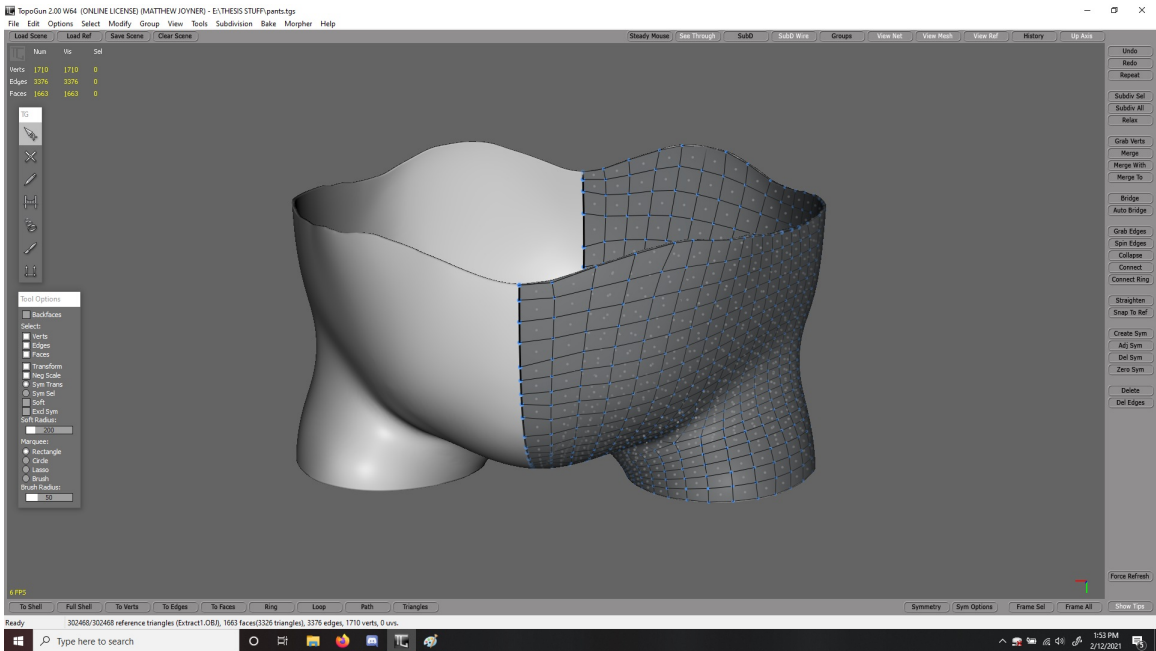 TopoGun 2.00 W64 (ONLINE LICENSE) (MATTHEW JOYNER) - E:\THESIS STUFF\pants.tgs
File Edit Options Select Modify Group View Tools Subdivision Bake Morpher Help
Load Scene Load Ref Save Scene Clear Scene Steady Mouse See Through SubD SubD Wire Groups View Net View Mesh View Ref History Up Axis
Num Vis Sel
Verts 1710 1710 0
Edges 3376 3376 0
Faces 1663 1663 0
TG
Tool Options
Backfaces
Select:
Verts
Edges
Faces
Transform
Neg Scale
Sym Trans
Sym Sel
Soft
Excl Sym
Soft Radius:
200
Marquee:
Rectangle
Circle
Lasso
Brush
Brush Radius:
50
Undo
Redo
Repeat
Subdiv Sel
Subdiv All
Relax
Grab Verts
Merge
Merge With
Merge To
Bridge
Auto Bridge
Grab Edges
Spin Edges
Collapse
Connect
Connect Ring
Straighten
Snap To Ref
Create Sym
Adj Sym
Del Sym
Zero Sym
Delete
Del Edges
Force Refresh
6 FPS
To Shell Full Shell To Verts To Edges To Faces Ring Loop Path Triangles Symmetry Sym Options Frame Sel Frame All Show Tips
Ready 302468/302468 reference triangles (Extract1.OBJ), 1663 faces(3326 triangles), 3376 edges, 1710 verts, 0 uvs.
Type here to search
1:53 PM
2/12/2021
5